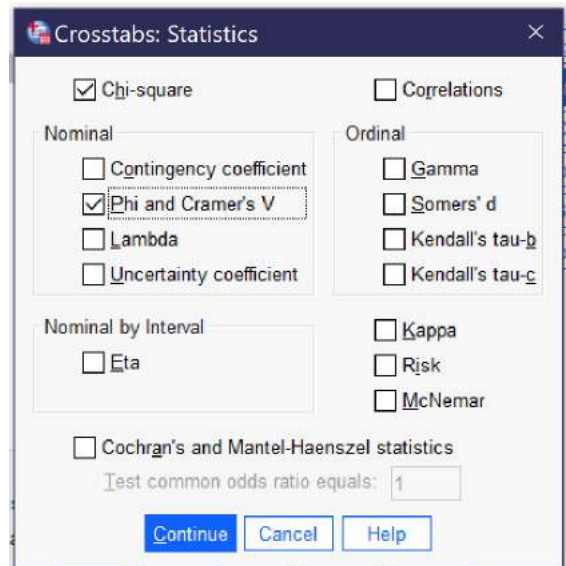 Crosstabs: Statistics
Chi-square
Correlations
Nominal
Contingency coefficient
Phi and Cramer's V
Lambda
Uncertainty coefficient
Ordinal
Gamma
Somers' d
Kendall's tau-b
Kendall's tau-c
Nominal by Interval
Eta
Kappa
Risk
McNemar
Cochran's and Mantel-Haenszel statistics
Test common odds ratio equals: 1
Continue Cancel Help